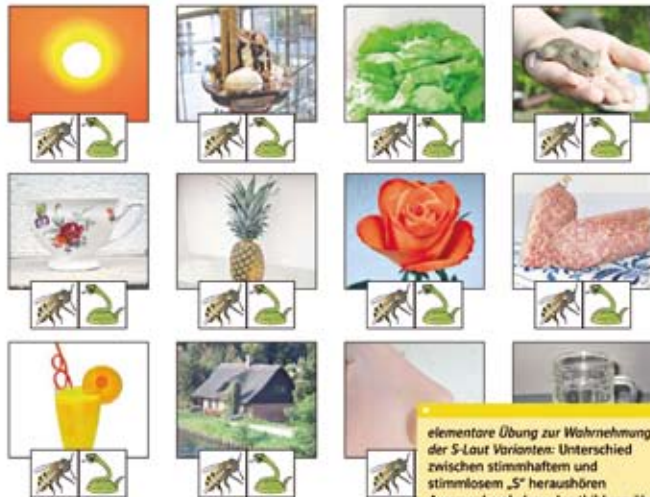 elementare Übung zur Wahrnehmung
der S-Laut Varianten: Unterschied
zwischen stimmhaftem und
stimmlosem „S“ heraushören